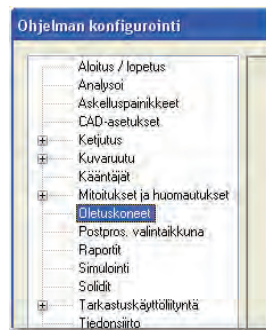 Ohjelman konfigurointi
Aloitus / lopetus
Analysoi
Askelluspainikkeet
CAD-asetukset
Ketjutus
Kuvaruutu
Kääntäjät
Mitoitukset ja huomautukset
Oletuskoneet
Postpros. valintaikkuna
Raportit
Simulointi
Solidit
Tarkastuskäyttöliityntä
Tiedonsiirto